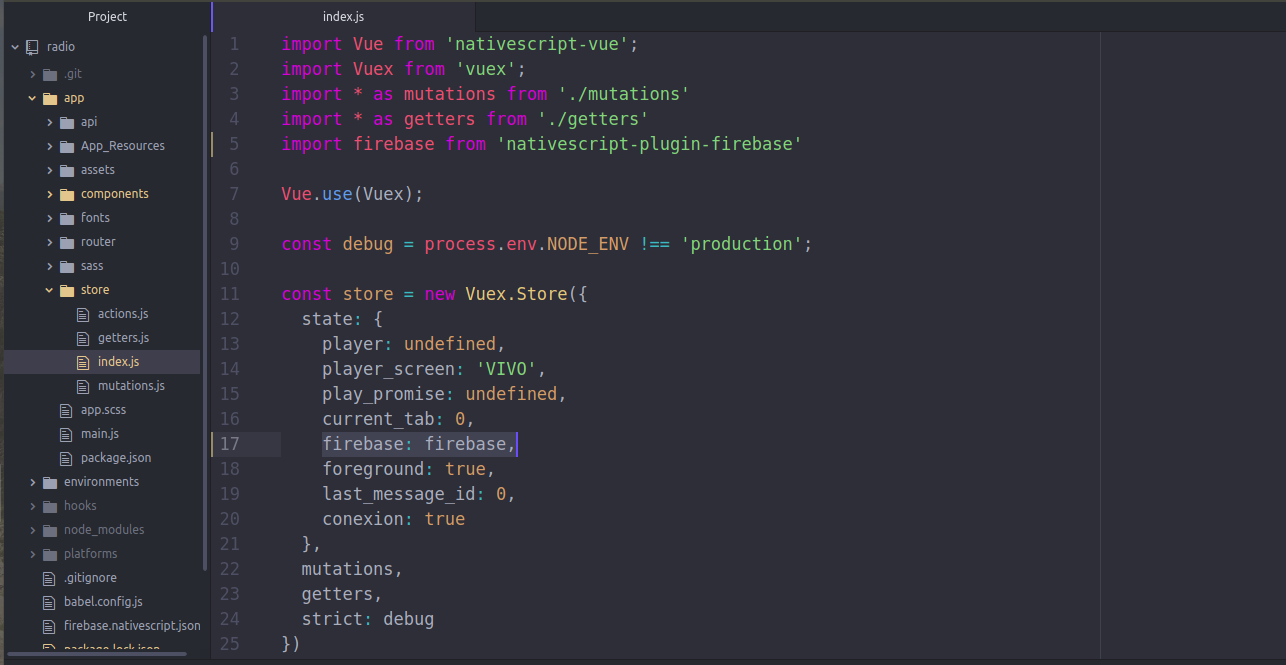 Project
radio
.git
app
api
App_Resources
assets
components
fonts
router
sass
store
actions.js
getters.js
index.js
mutations.js
app.scss
main.js
package.json
environments
hooks
node_modules
platforms
.gitignore
babel.config.js
firebase.nativescript.json
package-lock.json
index.js
1 import Vue from 'nativescript-vue';
2 import Vuex from 'vuex';
3 import * as mutations from './mutations'
4 import * as getters from './getters'
5 import firebase from 'nativescript-plugin-firebase'
6
7 Vue.use(Vuex);
8
9 const debug = process.env.NODE_ENV !== 'production';
10
11 const store = new Vuex.Store({
12   state: {
13     player: undefined,
14     player_screen: 'VIVO',
15     play_promise: undefined,
16     current_tab: 0,
17     firebase: firebase,
18     foreground: true,
19     last_message_id: 0,
20     conexion: true
21   },
22   mutations,
23   getters,
24   strict: debug
25 })